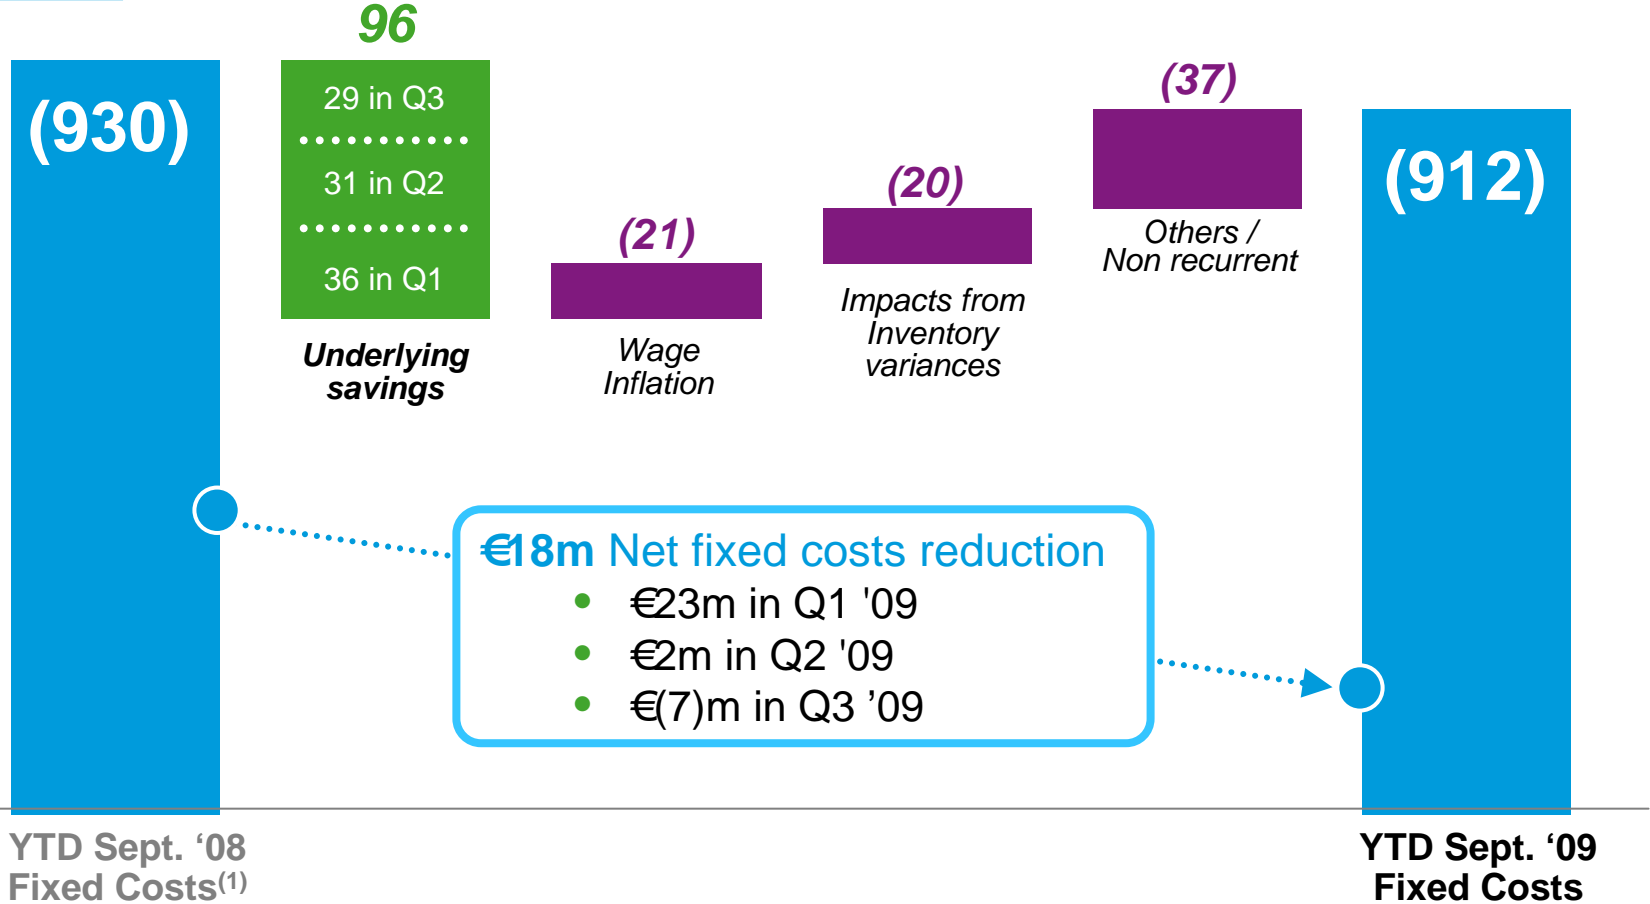 96
(930)
29 in Q3
31 in Q2
36 in Q1
Underlying
savings
(21)
Wage
Inflation
(20)
Impacts from
Inventory
variances
(37)
Others /
Non recurrent
(912)
€18m Net fixed costs reduction
• €23m in Q1 '09
• €2m in Q2 '09
• €(7)m in Q3 ’09
YTD Sept. ‘08
Fixed Costs(1)
YTD Sept. ‘09
Fixed Costs